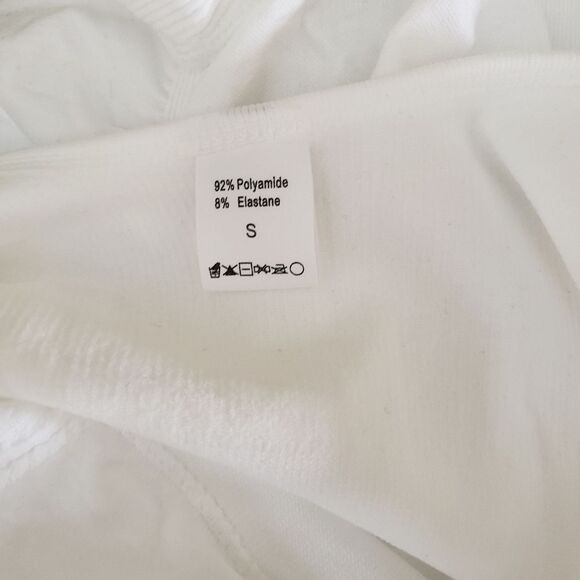 92% Polyamide
8% Elastane
S